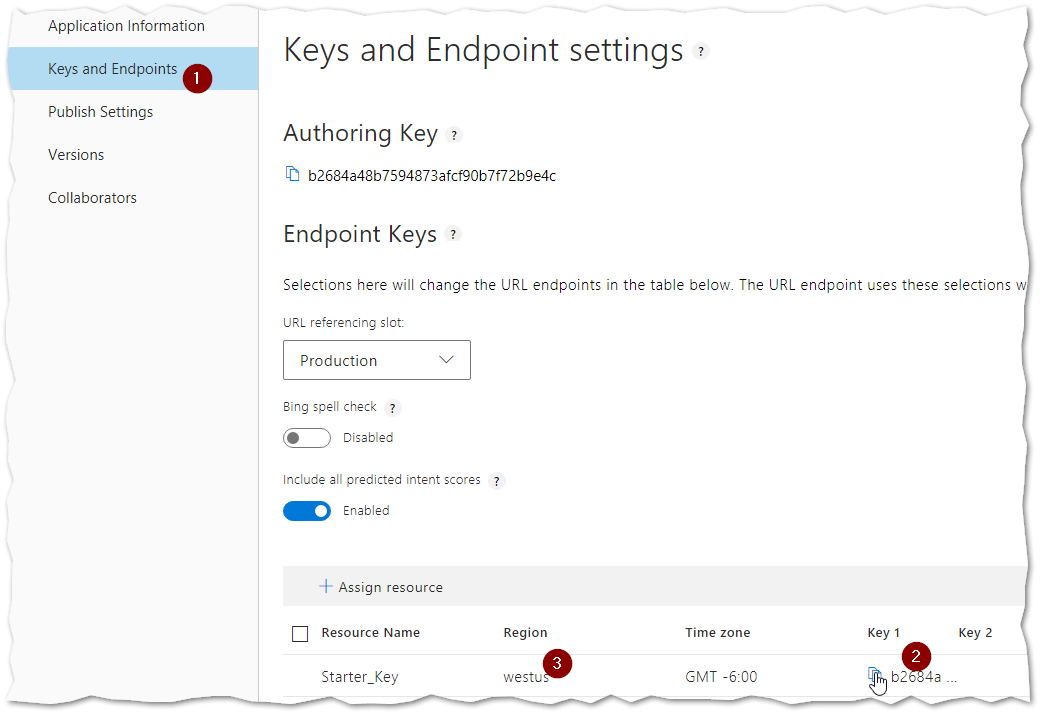 Application Information
Keys and Endpoints 1
Publish Settings
Versions
Collaborators
Keys and Endpoint settings ?
Authoring Key ?
b2684a48b7594873afcf90b7f72b9e4c
Endpoint Keys ?
Selections here will change the URL endpoints in the table below. The URL endpoint uses these selections w
URL referencing slot:
Production
Bing spell check ?
Disabled
Include all predicted intent scores ?
Enabled
+ Assign resource
Resource Name Region Time zone Key 1 Key 2
3 2
Starter_Key westus GMT -6:00 b2684a ...